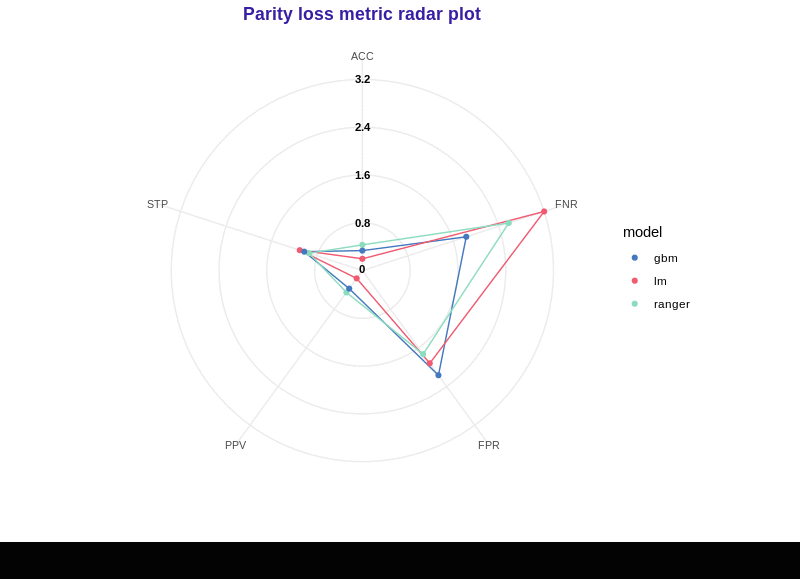 Parity loss metric radar plot
ACC
3.2
2.4
1.6
0.8
0
STP
FNR
PPV
FPR
model
gbm
lm
ranger